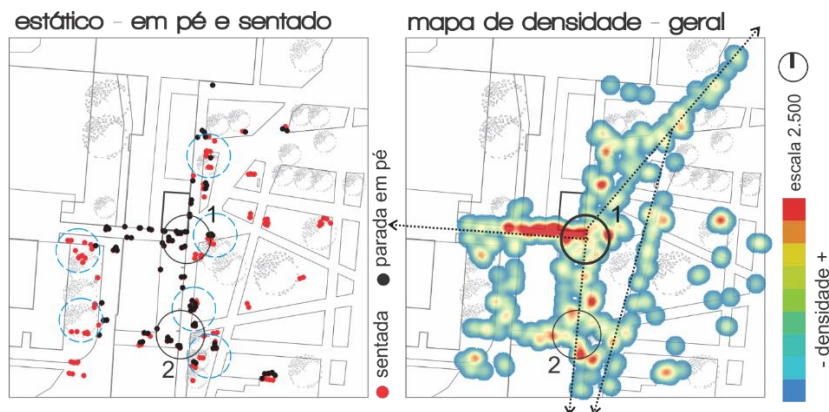 estático - em pé e sentado
mapa de densidade - geral
1
2
sentada
parada em pé
1
2
escala 2.500
- densidade +